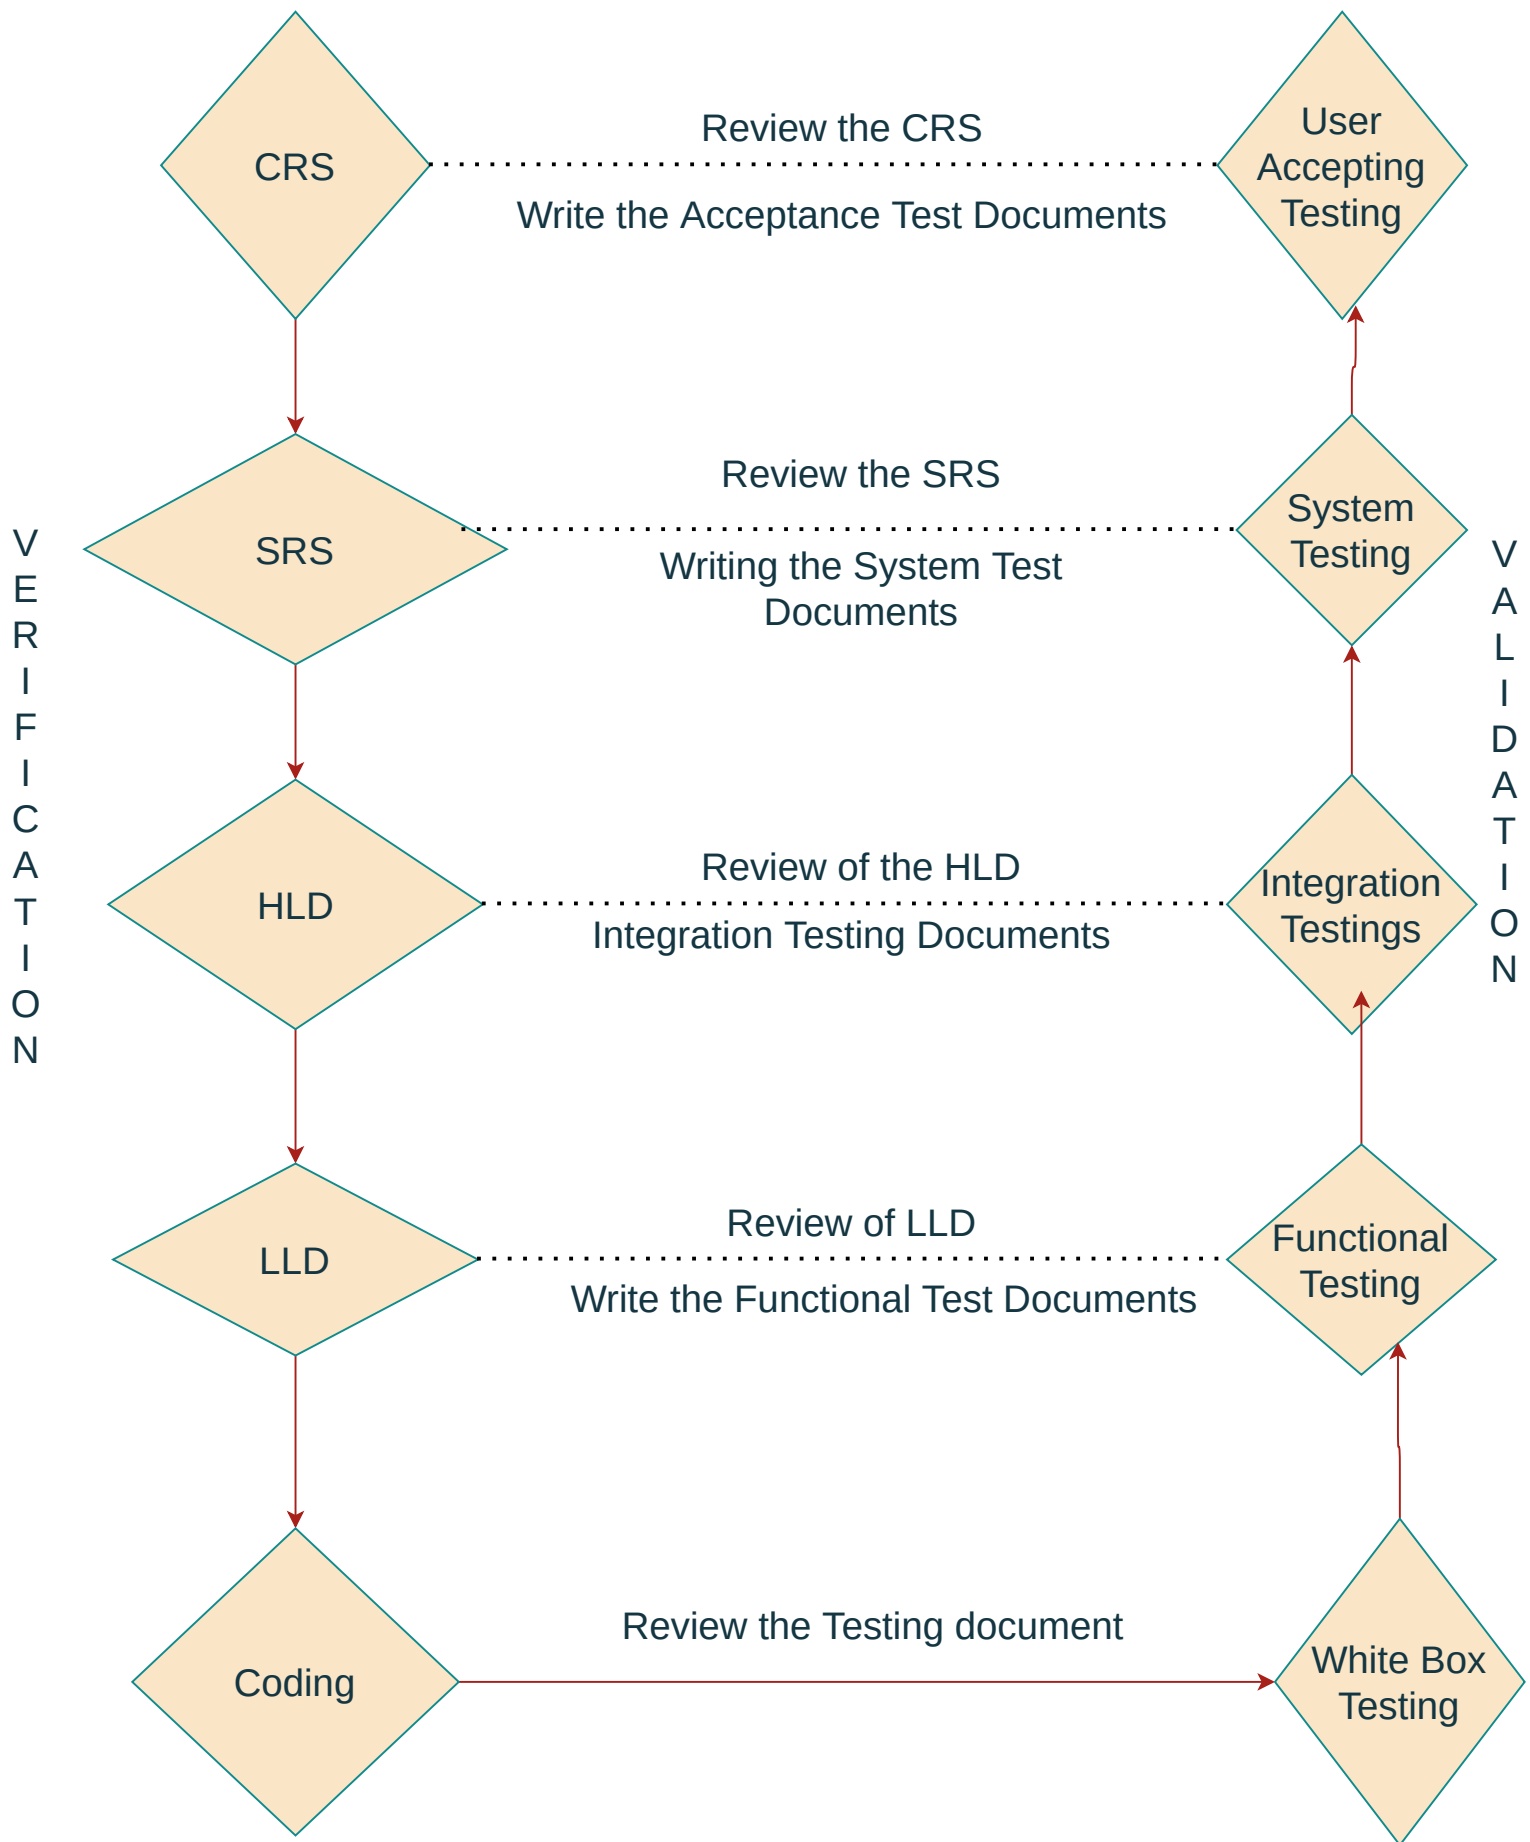 CRS
Review the CRS
Write the Acceptance Test Documents
User
Accepting
Testing
SRS
Review the SRS
Writing the System Test
Documents
System
Testing
V
E
R
I
F
I
C
A
T
I
O
N
V
A
L
I
D
A
T
I
O
N
HLD
Review of the HLD
Integration Testing Documents
Integration
Testings
LLD
Review of LLD
Write the Functional Test Documents
Functional
Testing
Coding
Review the Testing document
White Box
Testing